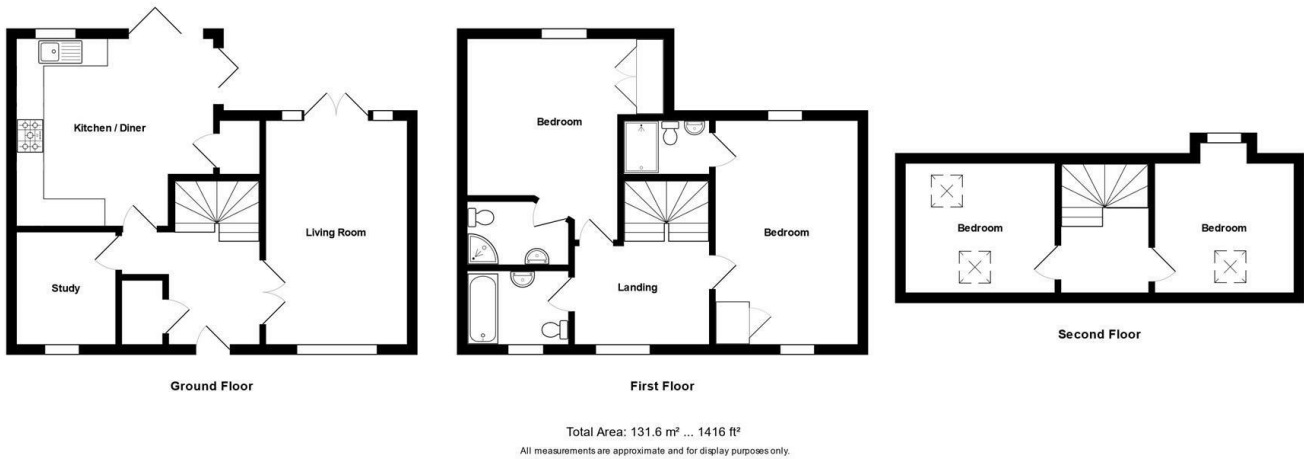 Kitchen / Diner
Living Room
Study
Ground Floor
Bedroom
Bedroom
Landing
First Floor
Bedroom
Bedroom
Second Floor
Total Area: 131.6 m² ... 1416 ft²
All measurements are approximate and for display purposes only.